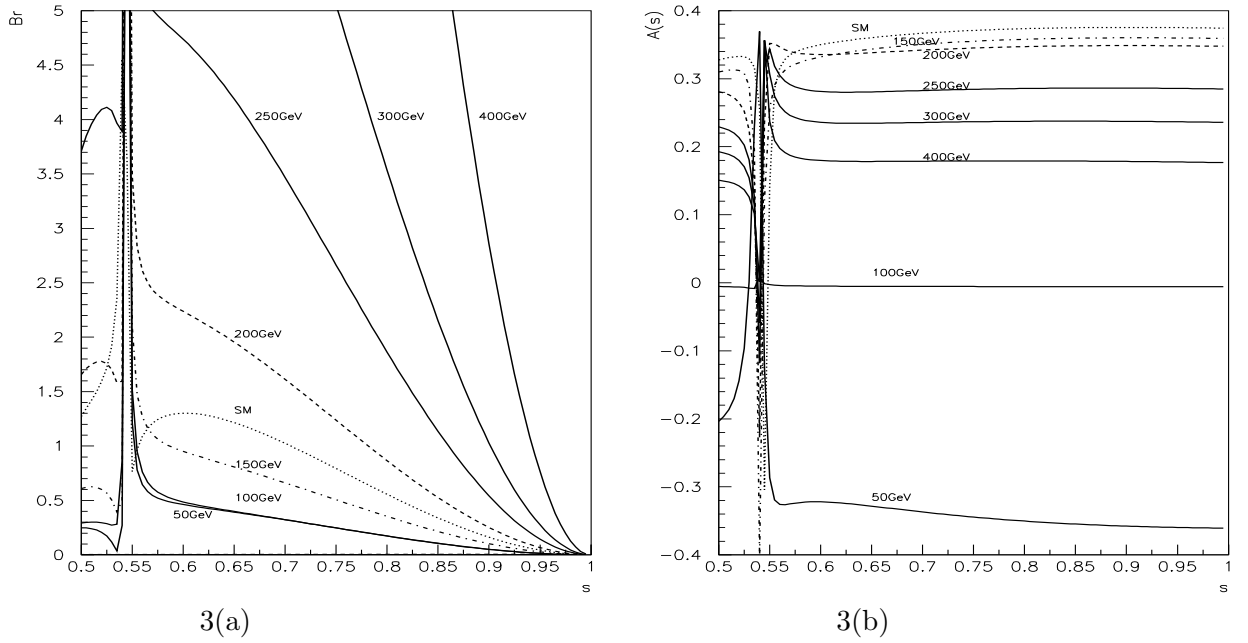 Br
5
4.5
4
3.5
3
2.5
2
1.5
1
0.5
0
250GeV
300GeV
400GeV
200GeV
SM
150GeV
100GeV
50GeV
0.5 0.55 0.6 0.65 0.7 0.75 0.8 0.85 0.9 0.95 1
s
3(a)
A(s)
0.4
0.3
0.2
0.1
0
−0.1
−0.2
−0.3
−0.4
SM
150GeV
200GeV
250GeV
300GeV
400GeV
100GeV
50GeV
0.5 0.55 0.6 0.65 0.7 0.75 0.8 0.85 0.9 0.95 1
s
3(b)